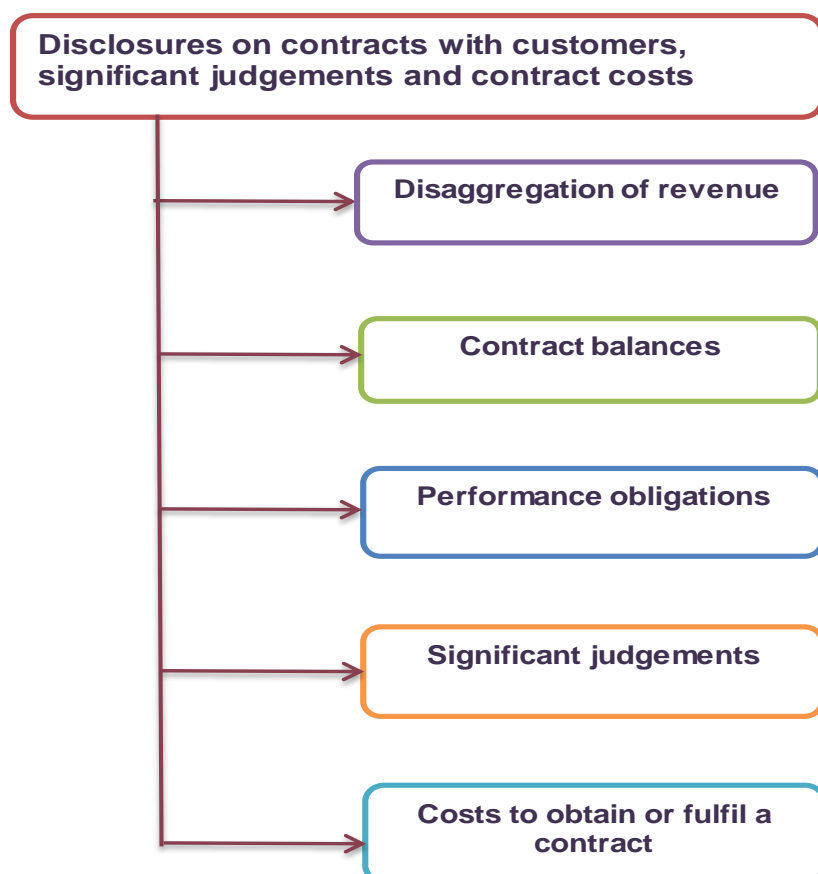 Disclosures on contracts with customers,
significant judgements and contract costs
Disaggregation of revenue
Contract balances
Performance obligations
Significant judgements
Costs to obtain or fulfil a
contract